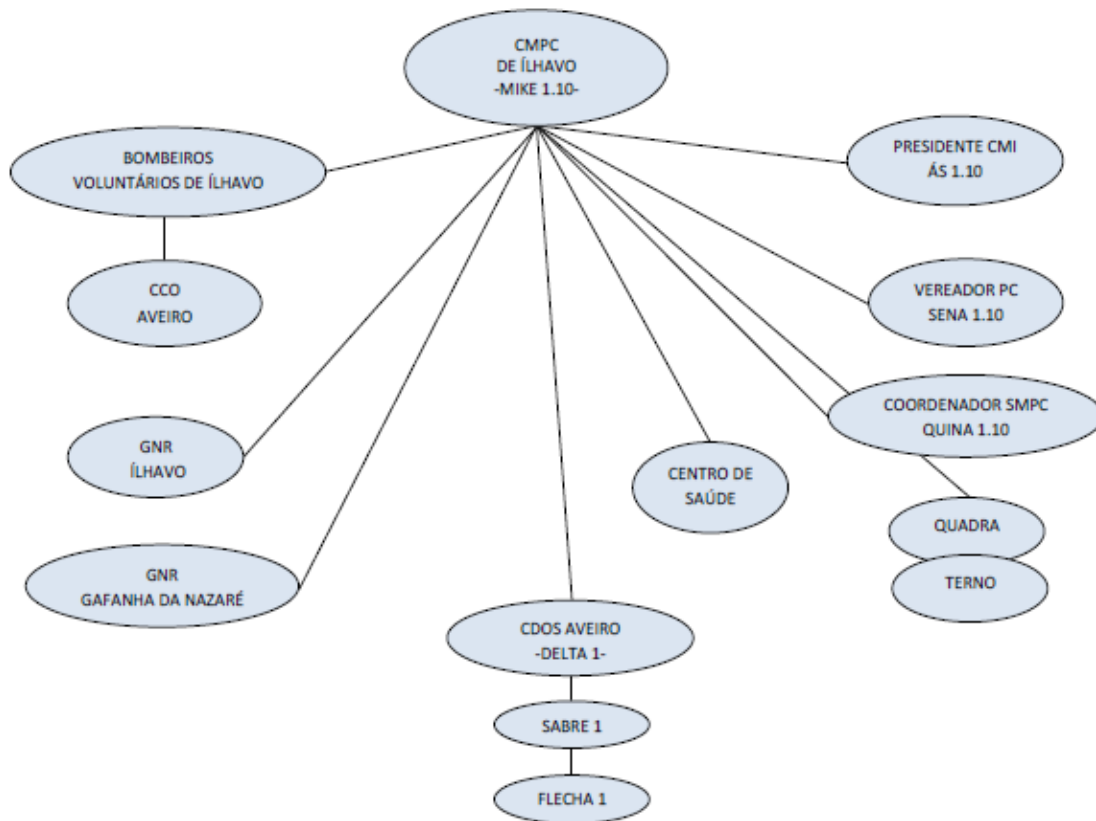 CMPC
DE ÍLHAVO
-MIKE 1.10-
BOMBEIROS
VOLUNTÁRIOS DE ÍLHAVO
PRESIDENTE CMI
ÁS 1.10
CCO
AVEIRO
VEREADOR PC
SENA 1.10
COORDENADOR SMPC
QUINA 1.10
GNR
ÍLHAVO
CENTRO DE
SAÚDE
QUADRA
TERNO
GNR
GAFANHA DA NAZARÉ
CDOS AVEIRO
-DELTA 1-
SABRE 1
FLECHA 1